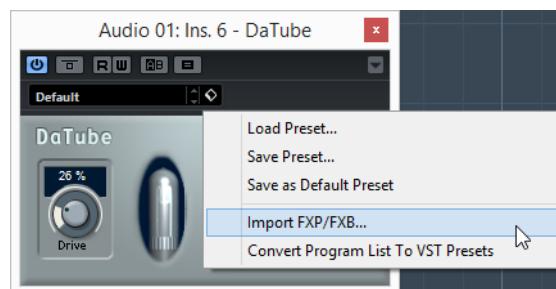 Audio 01: Ins. 6 - DaTube
x
R W AB
Default
DaTube
26 %
Drive
Load Preset...
Save Preset...
Save as Default Preset
Import FXP/FXB...
Convert Program List To VST Presets